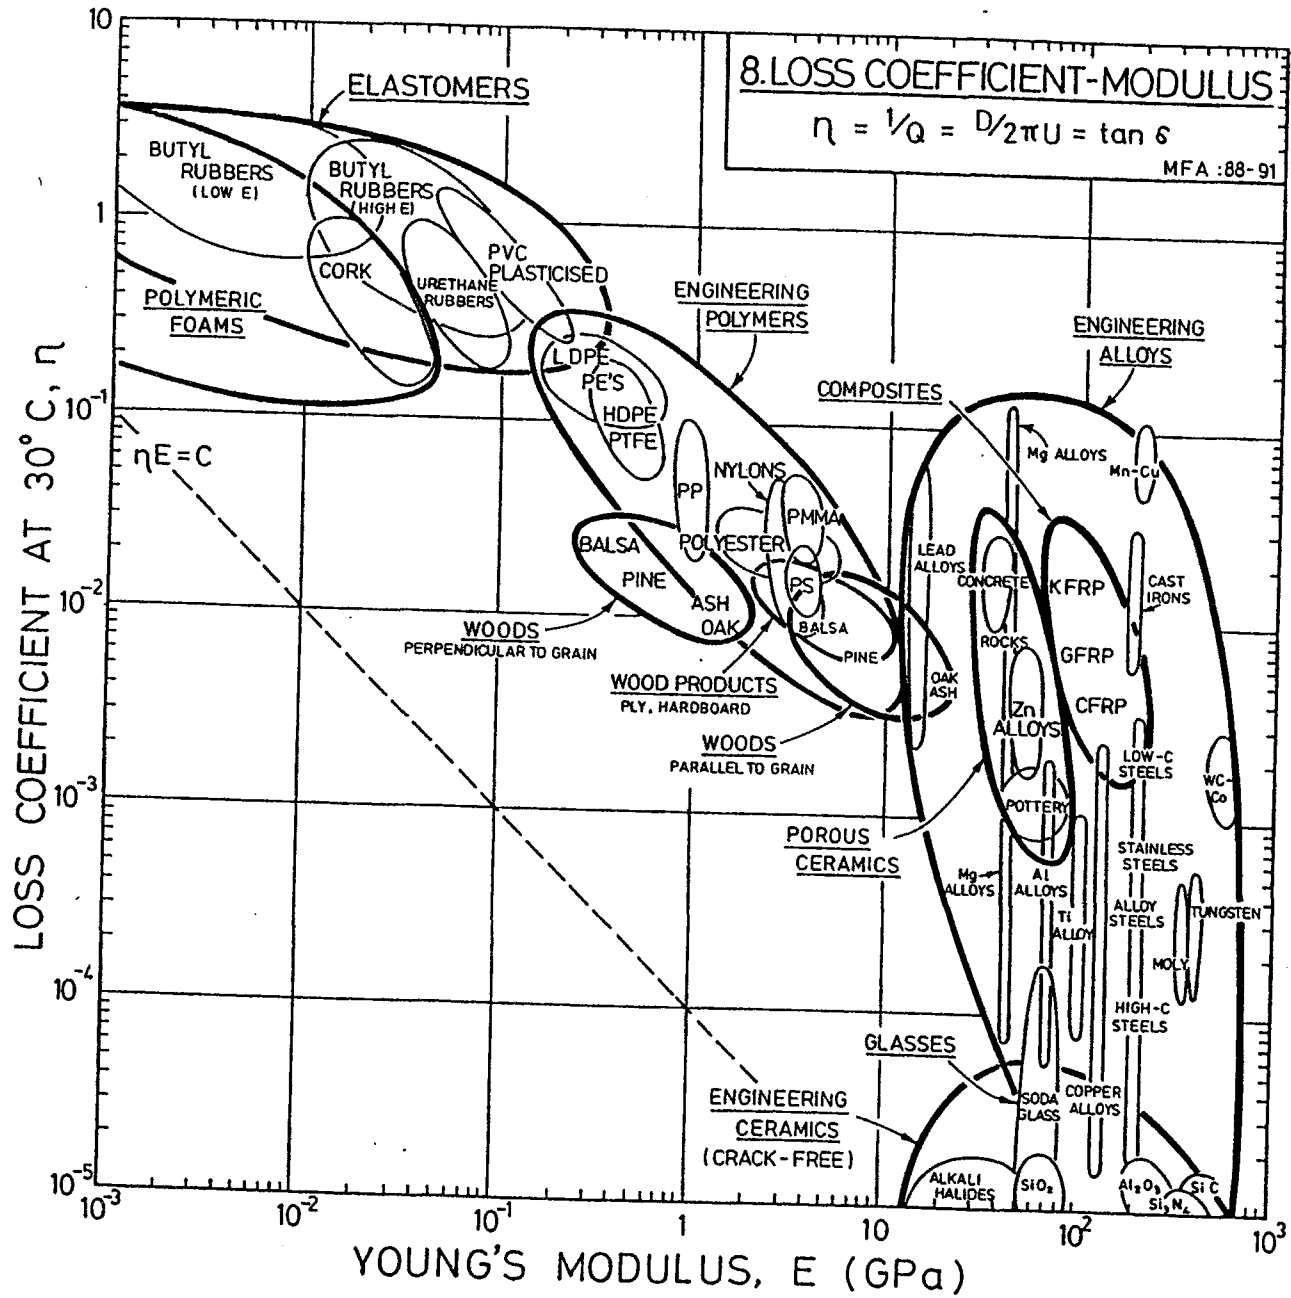 8.LOSS COEFFICIENT-MODULUS
η = 1/Q = D/2πU = tan δ
MFA :88-91
LOSS COEFFICIENT AT 30°C, η
10
1
10⁻¹
10⁻²
10⁻³
10⁻⁴
10⁻⁵
ELASTOMERS
BUTYL
RUBBERS
(LOW E)
BUTYL
RUBBERS
(HIGH E)
CORK
PVC
PLASTICISED
URETHANE
RUBBERS
POLYMERIC
FOAMS
ENGINEERING
POLYMERS
LDPE
PE'S
HDPE
PTFE
PP
NYLONS
PMMA
POLYESTER
PS
ηE=C
BALSA
PINE
ASH
OAK
WOODS
PERPENDICULAR TO GRAIN
WOOD PRODUCTS
PLY, HARDBOARD
BALSA
PINE
OAK
ASH
WOODS
PARALLEL TO GRAIN
ENGINEERING
ALLOYS
COMPOSITES
Mg ALLOYS
Mn-Cu
LEAD
ALLOYS
CONCRETE
KFRP
CAST
IRONS
ROCKS
GFRP
CFRP
Zn
ALLOYS
LOW-C
STEELS
WC-
Co
POTTERY
POROUS
CERAMICS
STAINLESS
STEELS
Mg
ALLOYS
Al
ALLOYS
Ti
ALLOY
ALLOY
STEELS
TUNGSTEN
MOLY
HIGH-C
STEELS
GLASSES
ENGINEERING
CERAMICS
(CRACK-FREE)
SODA
GLASS
COPPER
ALLOYS
ALKALI
HALIDES
SiO₂
Al₂O₃
SiC
Si₃N₄
10⁻³
10⁻²
10⁻¹
1
10
10²
10³
YOUNG'S MODULUS, E (GPa)